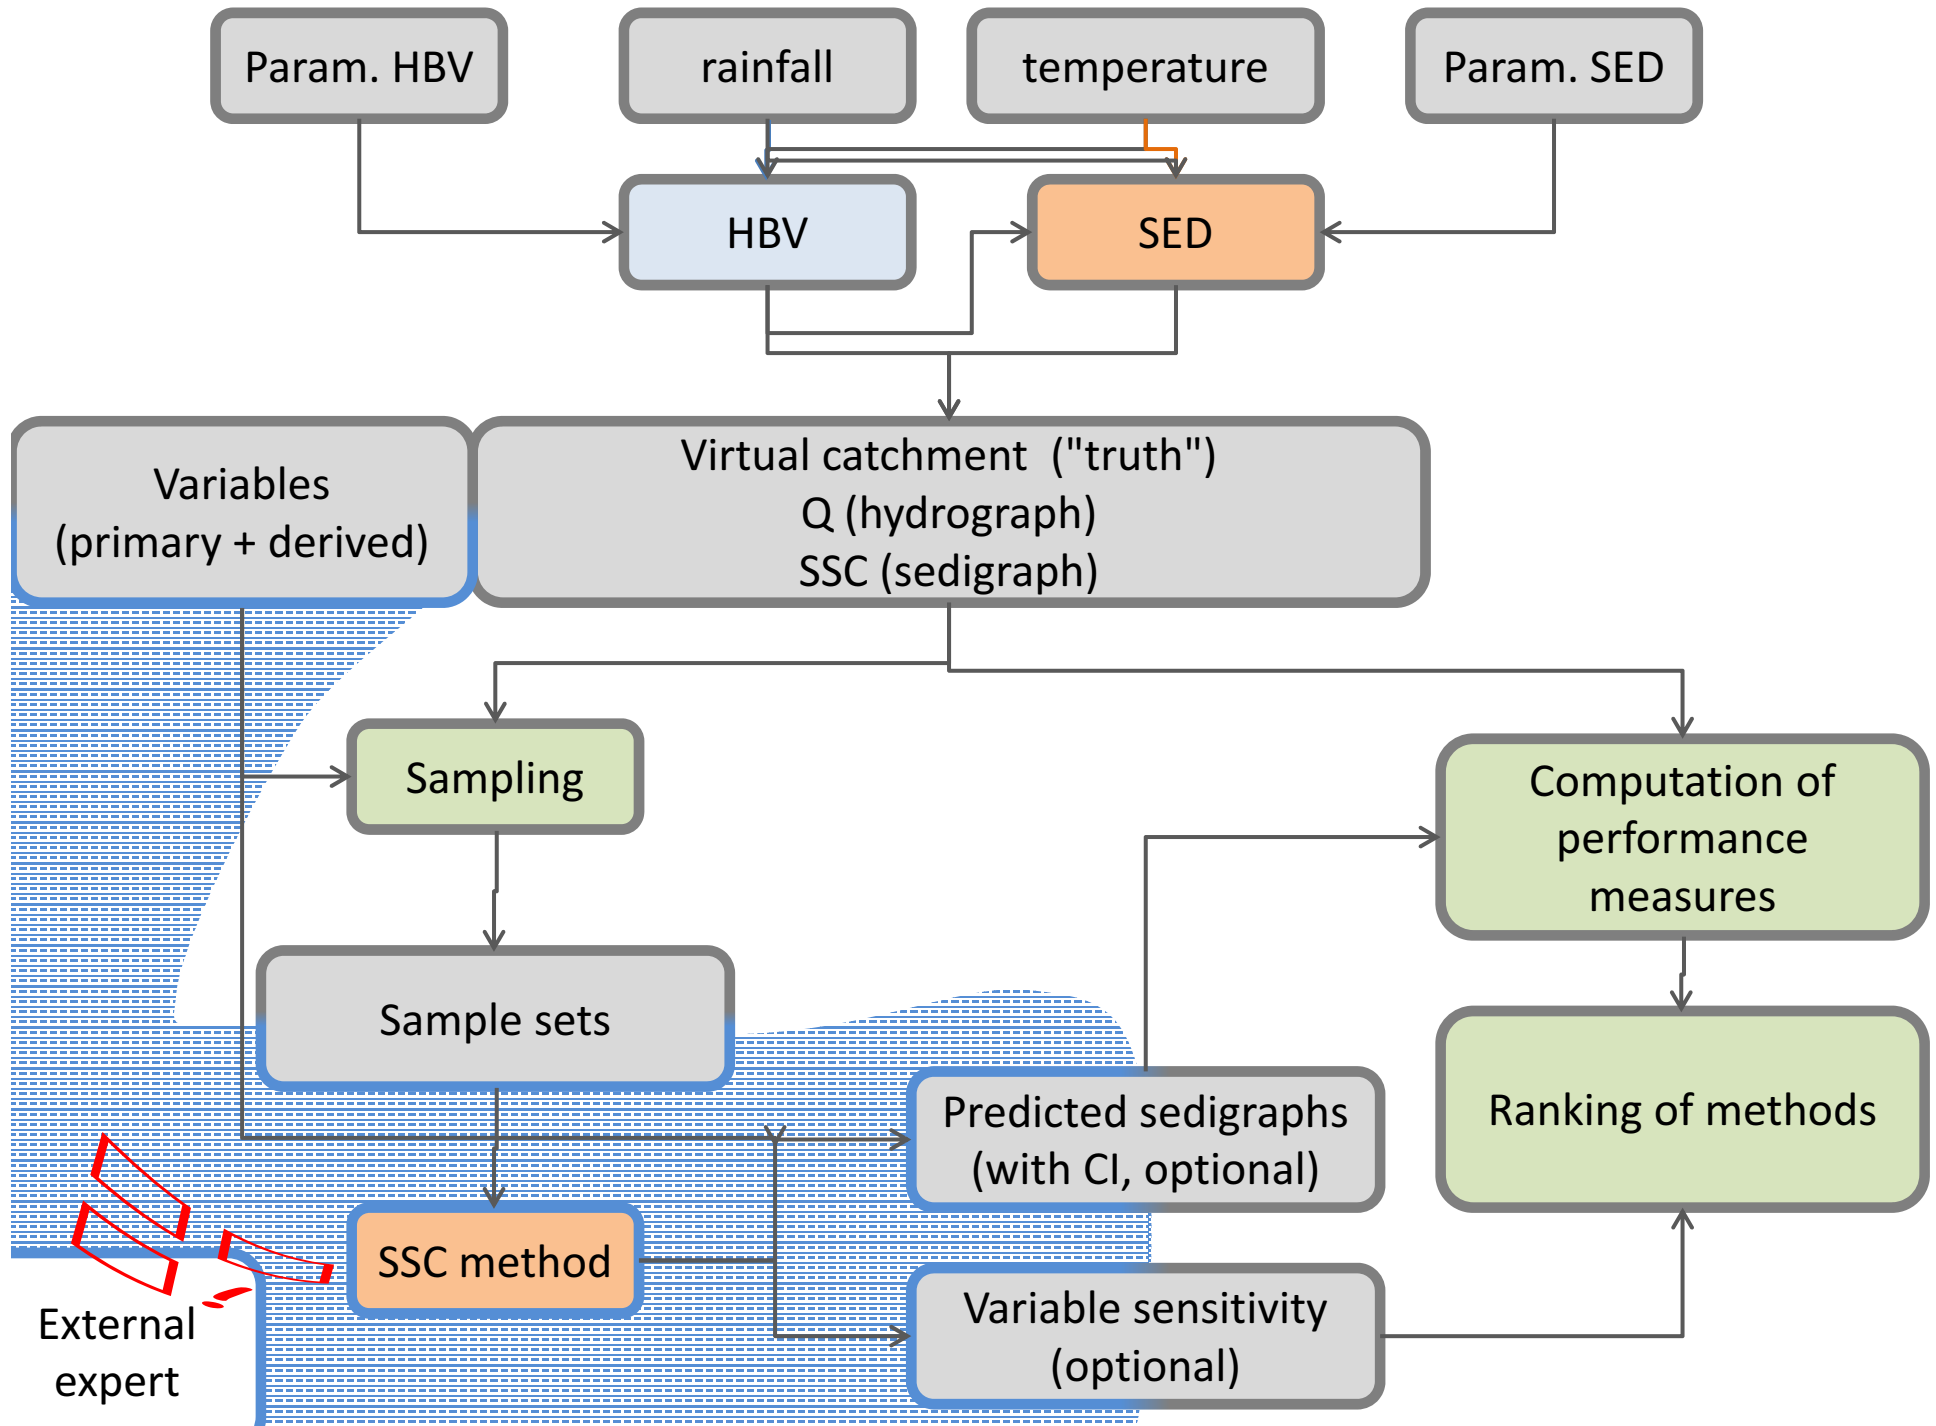 Param. HBV
rainfall
temperature
Param. SED
HBV
SED
Variables
(primary + derived)
Virtual catchment ("truth")
Q (hydrograph)
SSC (sedigraph)
Sampling
Computation of
performance
measures
Sample sets
Predicted sedigraphs
(with CI, optional)
Ranking of methods
SSC method
Variable sensitivity
(optional)
External
expert